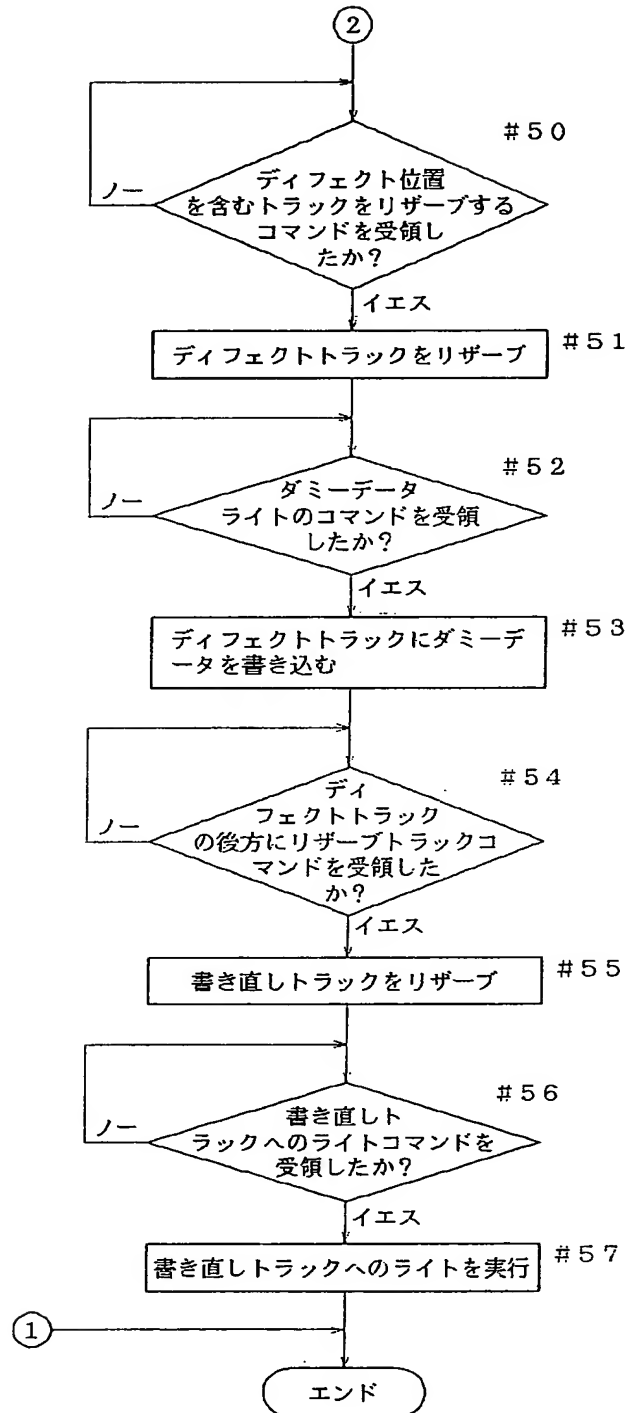 ②
#50
ディフェクト位置
を含むトラックをリザーブする
コマンドを受領し
たか?
ノー
イエス
ディフェクトトラックをリザーブ
#51
#52
ダミーデータ
ライトのコマンドを受領
したか?
ノー
イエス
ディフェクトトラックにダミーデ
ータを書き込む
#53
#54
ディ
フェクトトラック
の後方にリザーブトラックコ
マンドを受領した
か?
ノー
イエス
書き直しトラックをリザーブ
#55
#56
書き直しト
ラックへのライトコマンドを
受領したか?
ノー
イエス
書き直しトラックへのライトを実行
#57
①
エンド